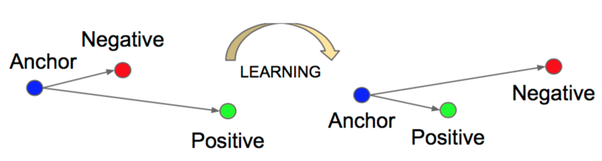 Negative
Anchor
Positive
LEARNING
Negative
Anchor
Positive